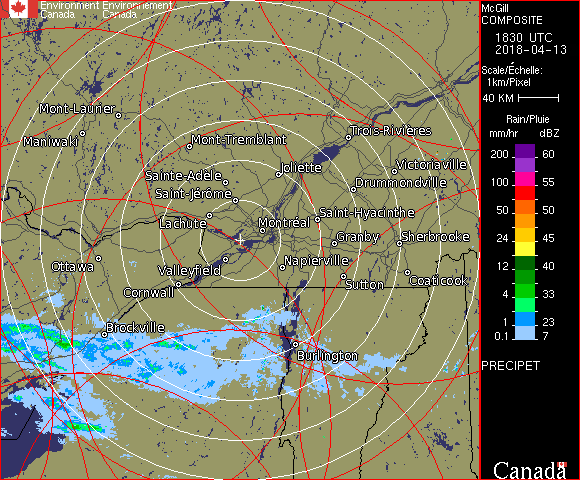 Environment Environnement
Canada Canada
McGill
COMPOSITE
1830 UTC
2018-04-13
Scale/Échelle:
1km/Pixel
40 KM
Rain/Pluie
mm/hr dBZ
200 60
55
100 55
50 50
24 45
12 40
4 33
1 23
0.1 7
PRECIPET
Canada
Mont-Laurier
Maniwaki
Mont-Tremblant
Trois-Rivières
Sainte-Adèle
Joliette
Victoriaville
Saint-Jérôme
Drummondville
Lachute
Montréal
Saint-Hyacinthe
Granby
Sherbrooke
Ottawa
Valleyfield
Napierville
Cornwall
Sutton
Coaticook
Brockville
Burlington